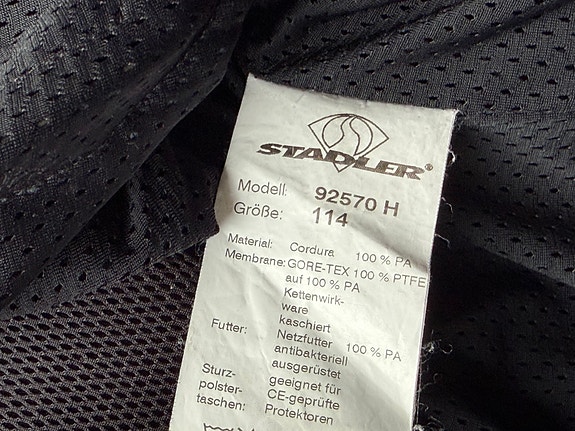 STADLER®
Modell: 92570 H
Größe: 114
Material: Cordura 100 % PA
Membrane: GORE-TEX 100 % PTFE
auf 100 % PA
Kettenwirk-
ware
kaschiert
Futter: Netzfutter 100 % PA
antibakteriell
ausgerüstet
Sturz- geeignet für
polster- CE-geprüfte
taschen: Protektoren